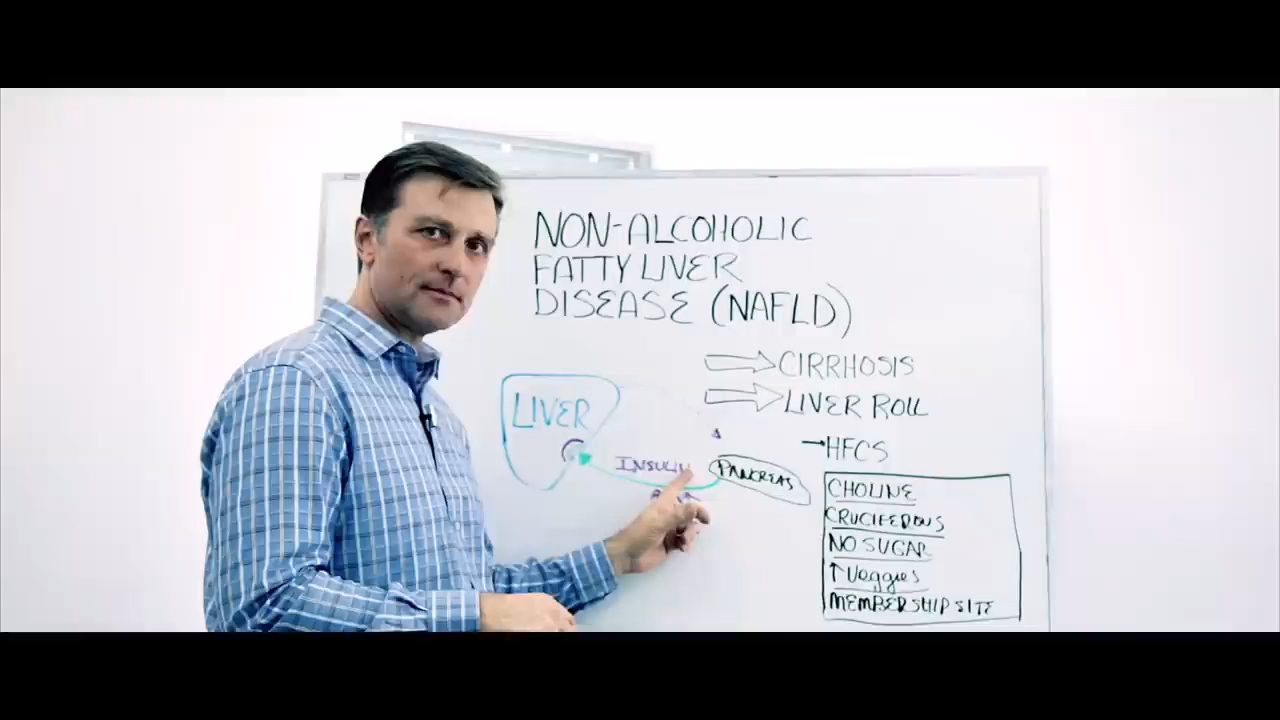 NON-ALCOHOLIC
FATTY LIVER
DISEASE (NAFLD)
CIRRHOSIS
LIVER ROLL
HFCS
LIVER
INSULIN
PANCREAS
CHOLINE
CRUCIFEROUS
NO SUGAR
↑ Veggies
MEMBERSHIP SITE